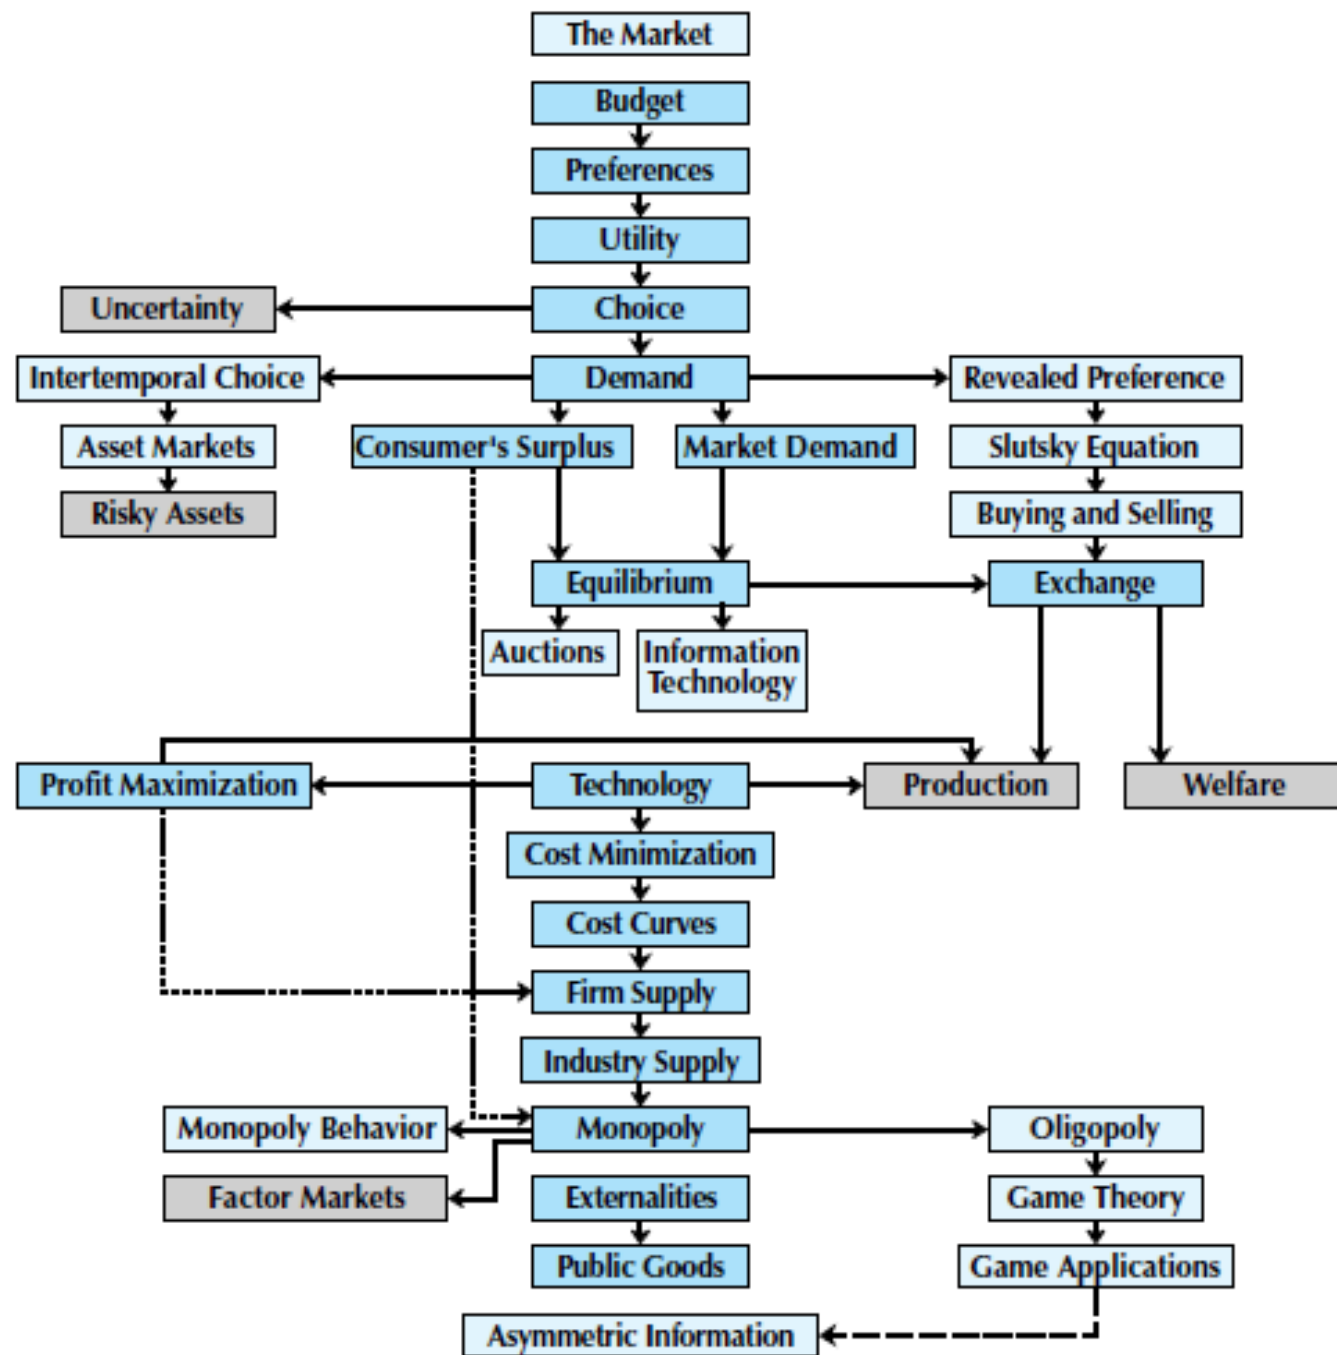 The Market
Budget
Preferences
Utility
Uncertainty
Choice
Intertemporal Choice
Demand
Revealed Preference
Asset Markets
Consumer's Surplus
Market Demand
Slutsky Equation
Risky Assets
Buying and Selling
Equilibrium
Exchange
Auctions
Information
Technology
Profit Maximization
Technology
Production
Welfare
Cost Minimization
Cost Curves
Firm Supply
Industry Supply
Monopoly Behavior
Monopoly
Oligopoly
Factor Markets
Externalities
Game Theory
Public Goods
Game Applications
Asymmetric Information